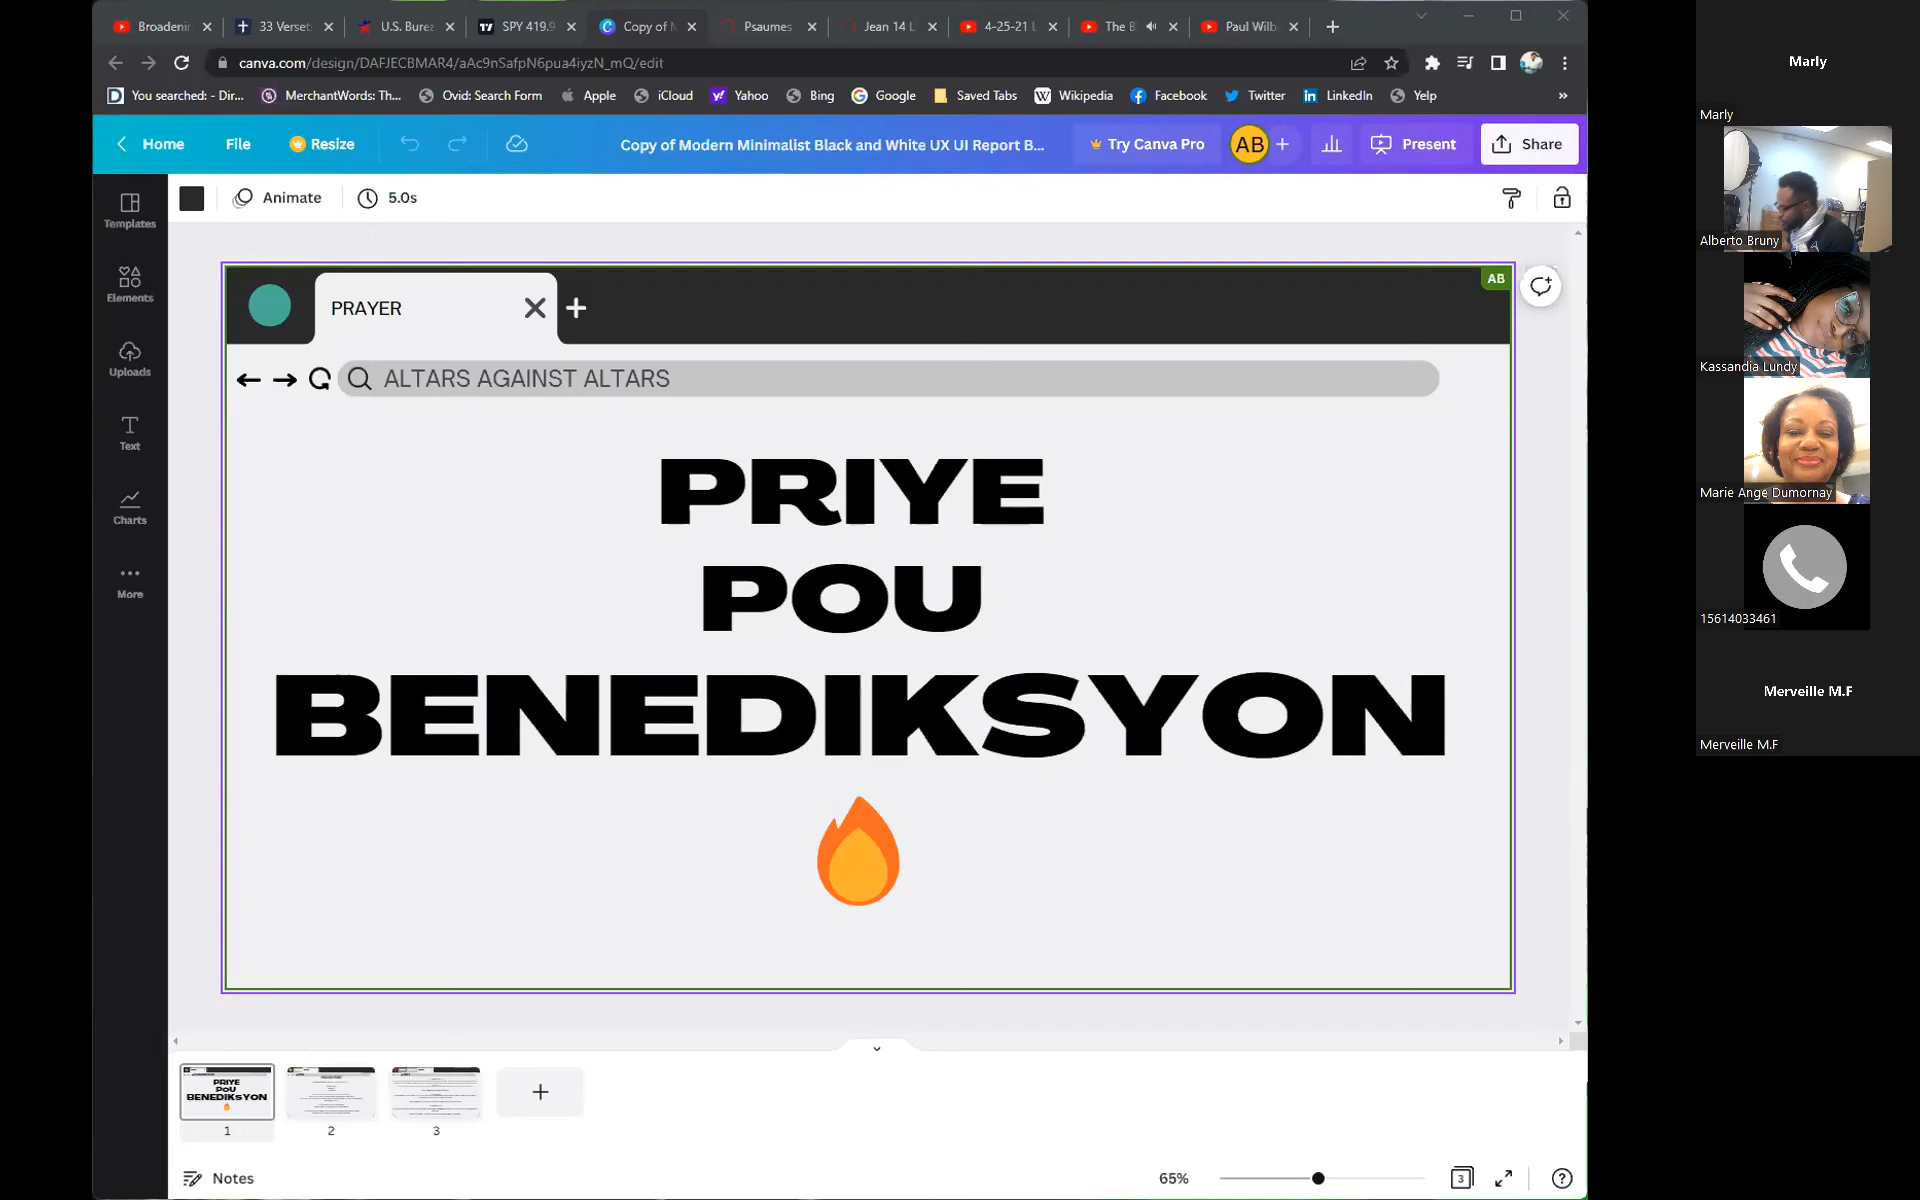 Broadenin
33 Verset
U.S. Burea
SPY 419.9
Copy of M
Psaumes
Jean 14 L
4-25-21 L
The B
Paul Wilb
canva.com/design/DAFJECBMAR4/aAc9nSafpN6pua4iyzN_mQ/edit
You searched: - Dir...
MerchantWords: Th...
Ovid: Search Form
Apple
iCloud
Yahoo
Bing
Google
Saved Tabs
Wikipedia
Facebook
Twitter
LinkedIn
Yelp
»
Home
File
Resize
Copy of Modern Minimalist Black and White UX UI Report B...
Try Canva Pro
AB
Present
Share
Animate
5.0s
Templates
Elements
Uploads
Text
Charts
More
PRAYER
AB
ALTARS AGAINST ALTARS
PRIYE
POU
BENEDIKSYON
PRIYE
POU
BENEDIKSYON
1
2
3
Notes
65%
3
Marly
Marly
Alberto Bruny
Kassandia Lundy
Marie Ange Dumornay
15614033461
Merveille M.F
Merveille M.F